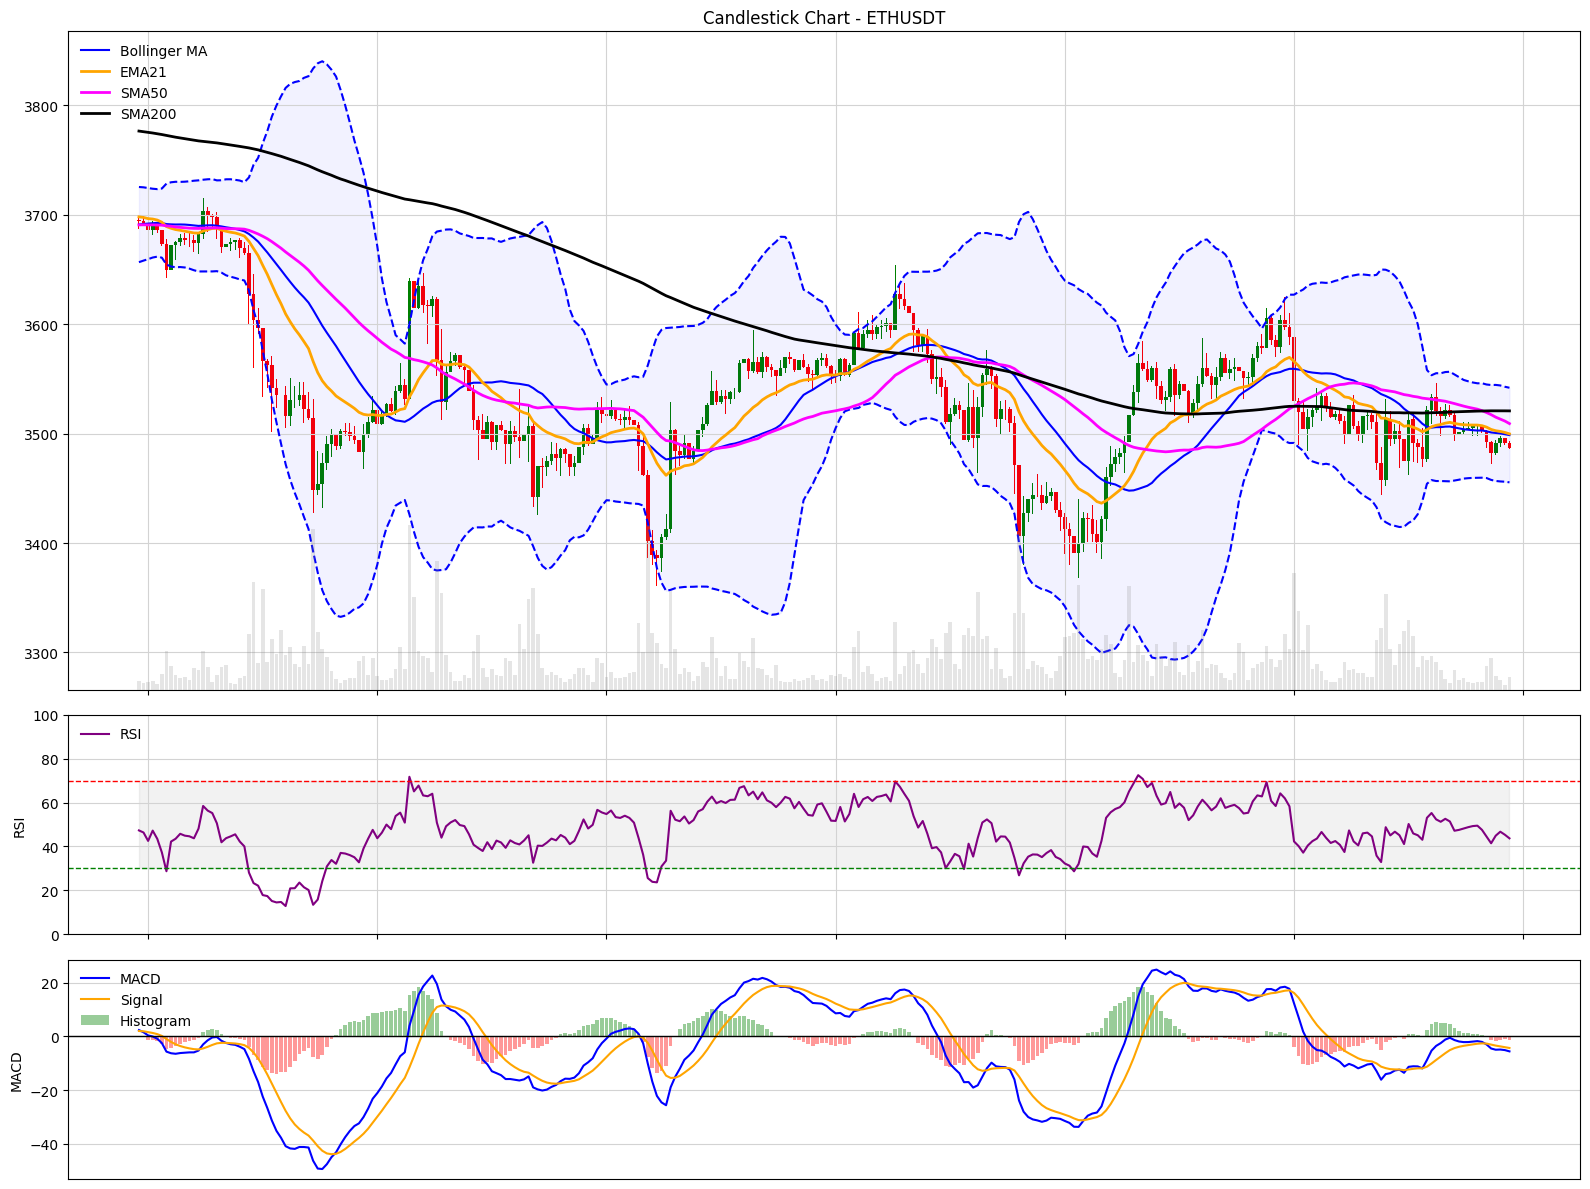 Candlestick Chart - ETHUSDT
Bollinger MA
EMA21
SMA50
SMA200
3800
3700
3600
3500
3400
3300
RSI
100
80
60
40
20
0
RSI
MACD
Signal
Histogram
20
0
−20
−40
MACD